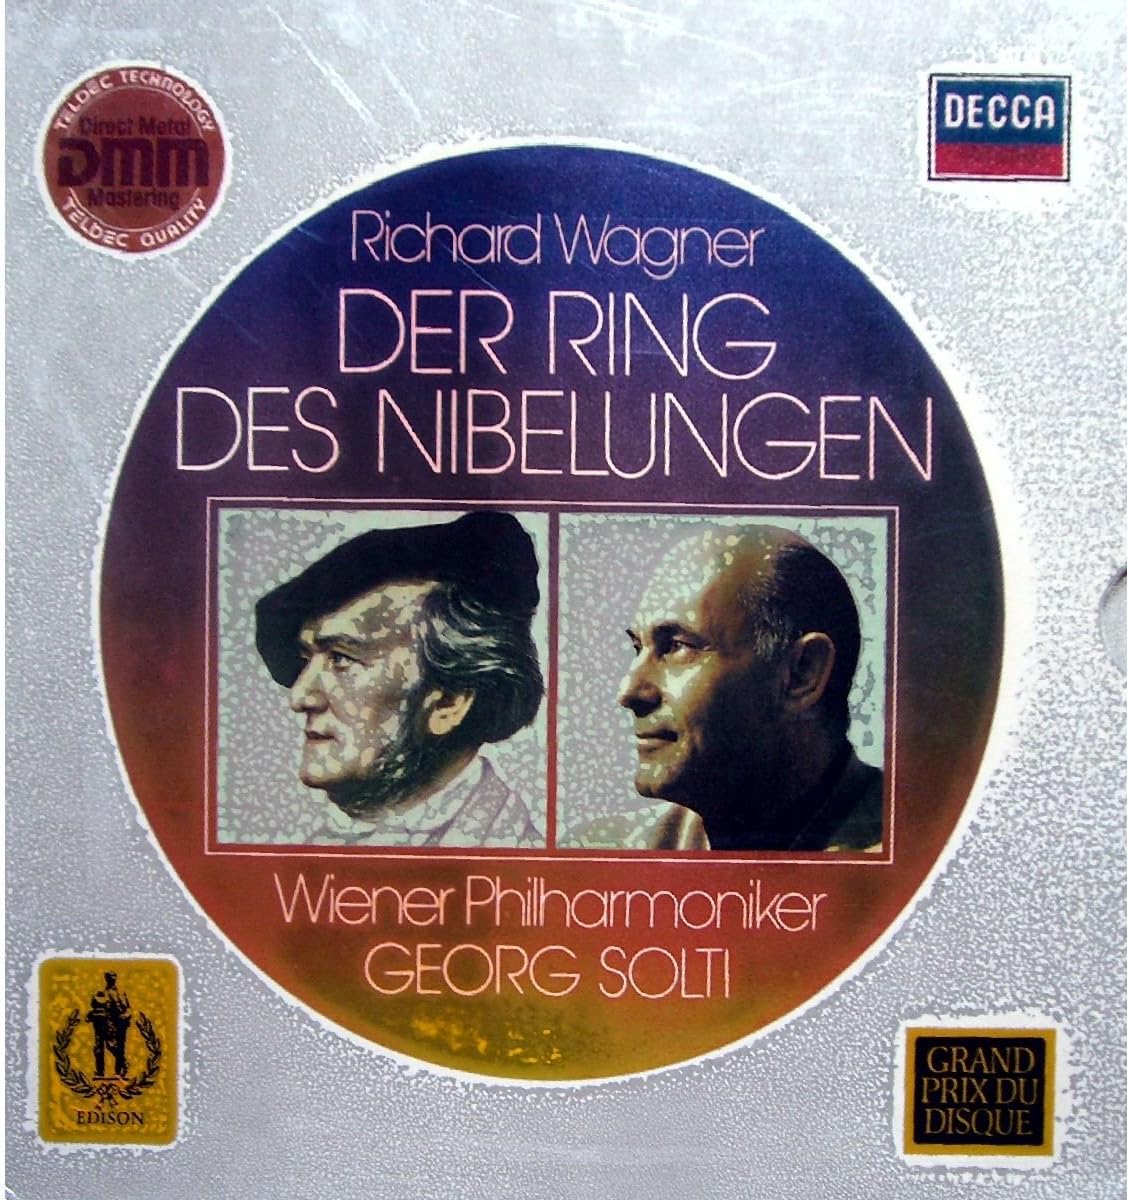 TELDEC TECHNOLOGY
Direct Metal
DMM
Mastering
TELDEC QUALITY
DECCA
Richard Wagner
DER RING
DES NIBELUNGEN
Wiener Philharmoniker
GEORG SOLTI
EDISON
GRAND
PRIX DU
DISQUE